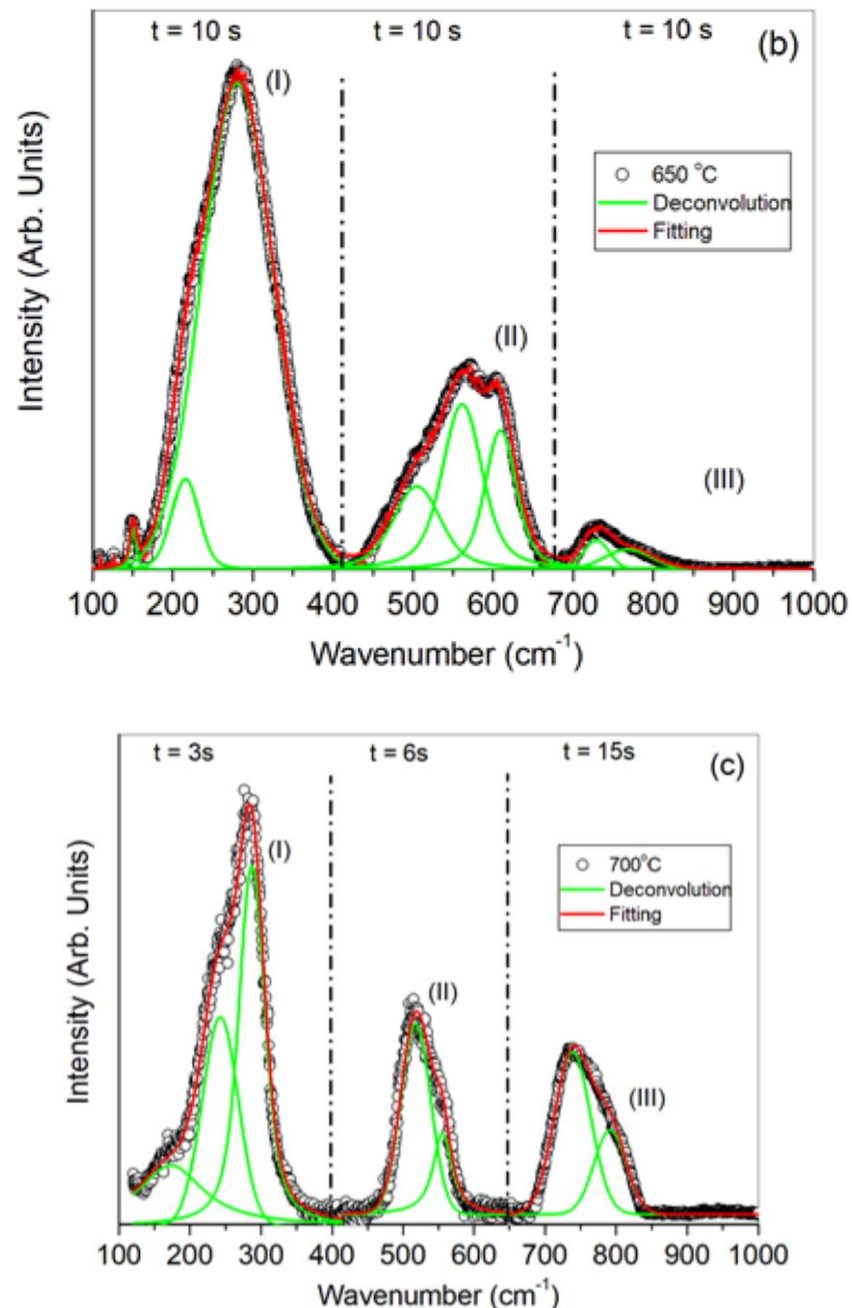 t = 10 s t = 10 s t = 10 s (b)
(I)
650 °C
Deconvolution
Fitting
(II)
(III)
Intensity (Arb. Units)
100 200 300 400 500 600 700 800 900 1000
Wavenumber (cm⁻¹)
t = 3s t = 6s t = 15s (c)
(I)
700°C
Deconvolution
Fitting
(II)
(III)
Intensity (Arb. Units)
100 200 300 400 500 600 700 800 900 1000
Wavenumber (cm⁻¹)